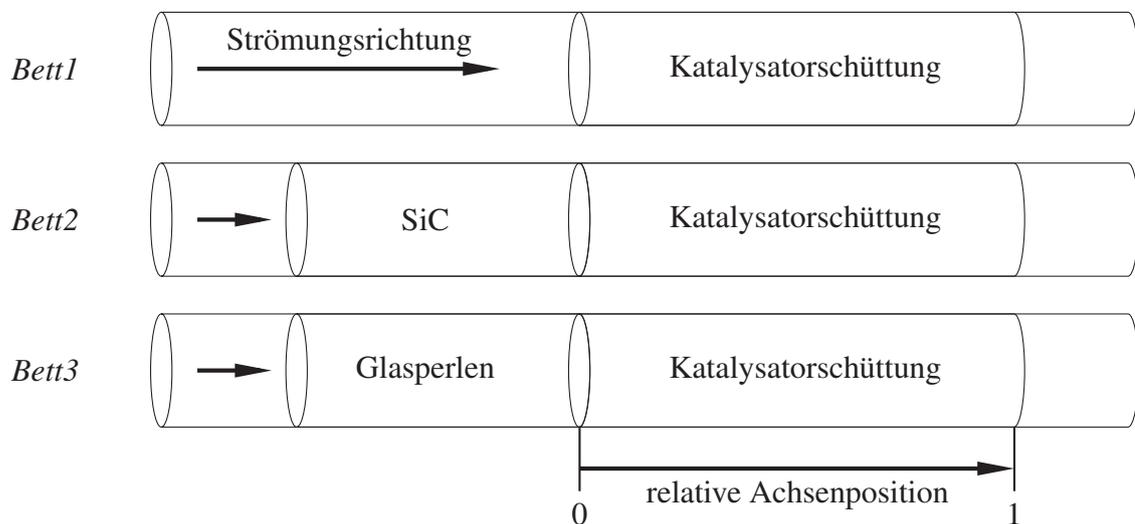 Strömungsrichtung
Bett1
Katalysatorschüttung
Bett2
SiC
Katalysatorschüttung
Bett3
Glasperlen
Katalysatorschüttung
relative Achsenposition
0
1